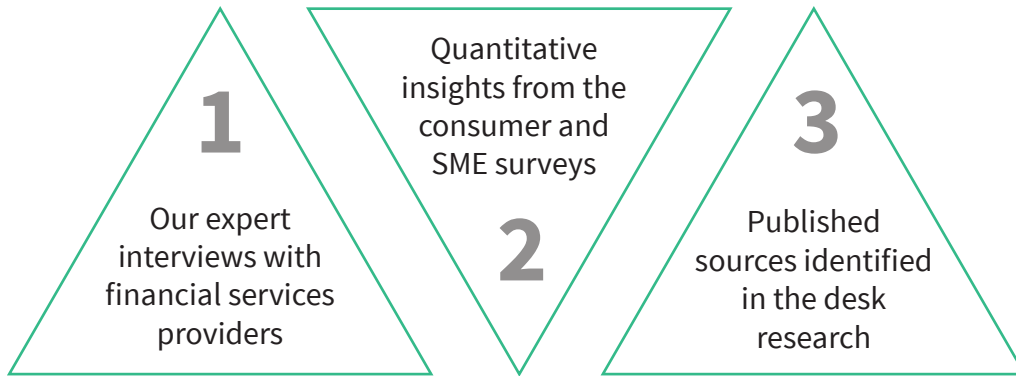 1
Our expert
interviews with
financial services
providers
Quantitative
insights from the
consumer and
SME surveys
2
3
Published
sources identified
in the desk
research